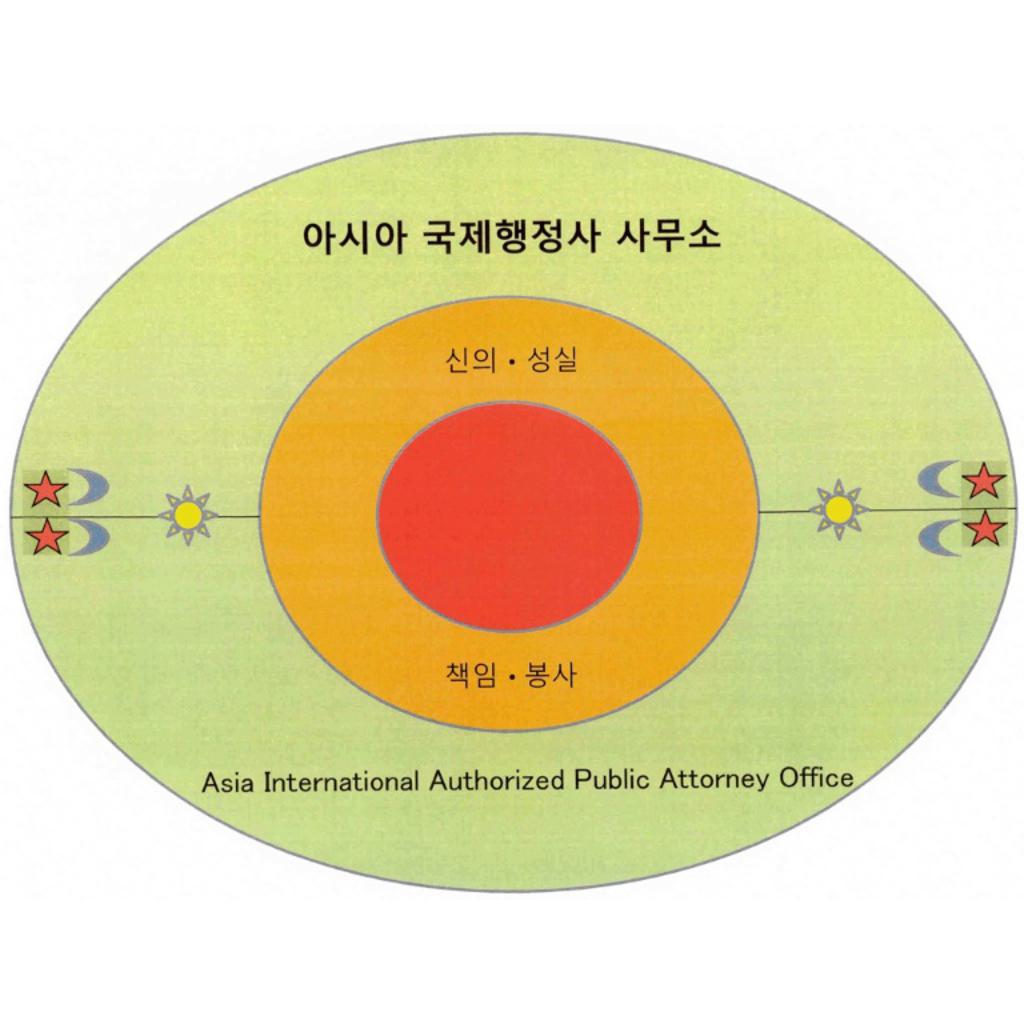 아시아 국제행정사 사무소
신의 · 성실
책임 · 봉사
Asia International Authorized Public Attorney Office